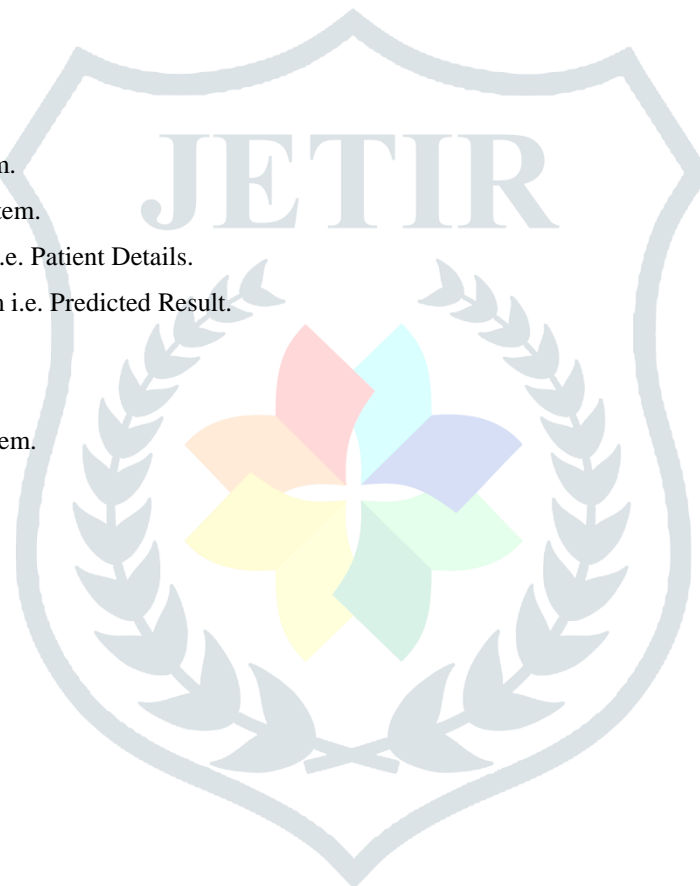 JETIR
m.
tem.
i.e. Patient Details.
n i.e. Predicted Result.
em.